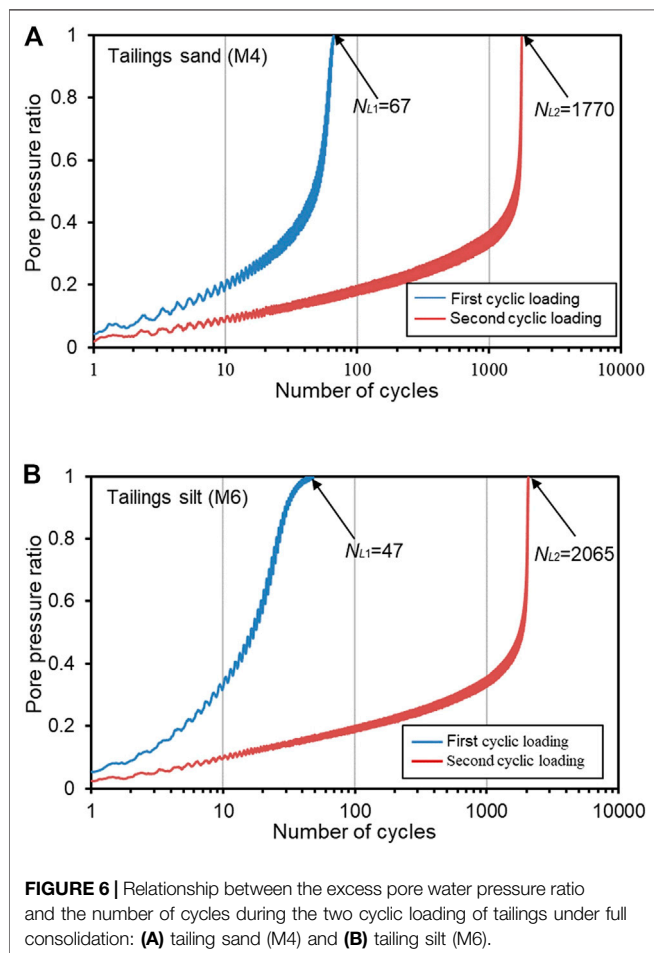 A
Tailings sand (M4)
N_L1=67
N_L2=1770
Pore pressure ratio
1
0.8
0.6
0.4
0.2
0
First cyclic loading
Second cyclic loading
1 10 100 1000 10000
Number of cycles
B
Tailings silt (M6)
N_L1=47
N_L2=2065
Pore pressure ratio
1
0.8
0.6
0.4
0.2
0
First cyclic loading
Second cyclic loading
1 10 100 1000 10000
Number of cycles
FIGURE 6 | Relationship between the excess pore water pressure ratio
and the number of cycles during the two cyclic loading of tailings under full
consolidation: (A) tailing sand (M4) and (B) tailing silt (M6).